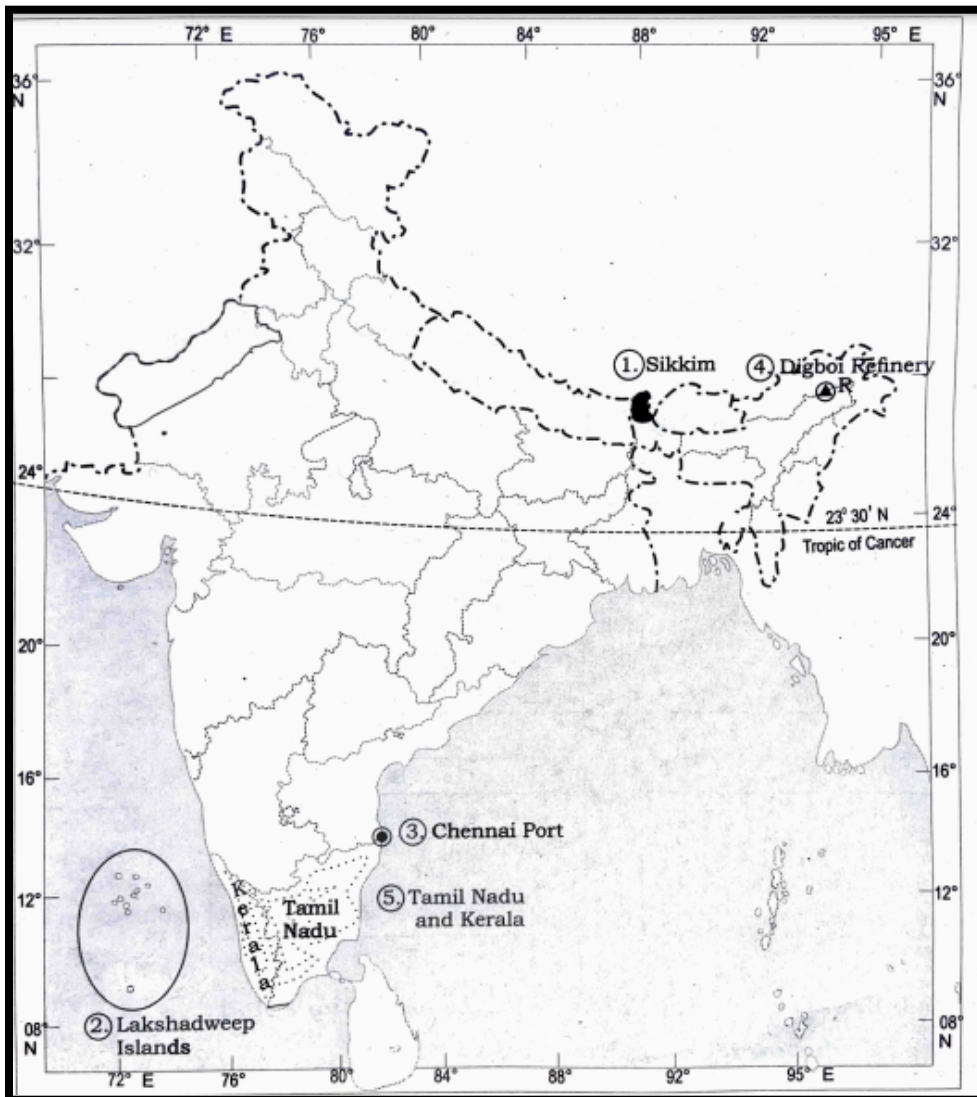 72° E 76° 80° 84° 88° 92° 95° E
36° N
36° N
32°
32°
① Sikkim
④ Digboi Refinery
R
24°
23° 30' N
24°
Tropic of Cancer
20°
20°
16°
16°
③ Chennai Port
12°
Kerala
Tamil
Nadu
⑤ Tamil Nadu
and Kerala
12°
② Lakshadweep
Islands
08° N
08° N
72° E 76° 80° 84° 88° 92° 95° E